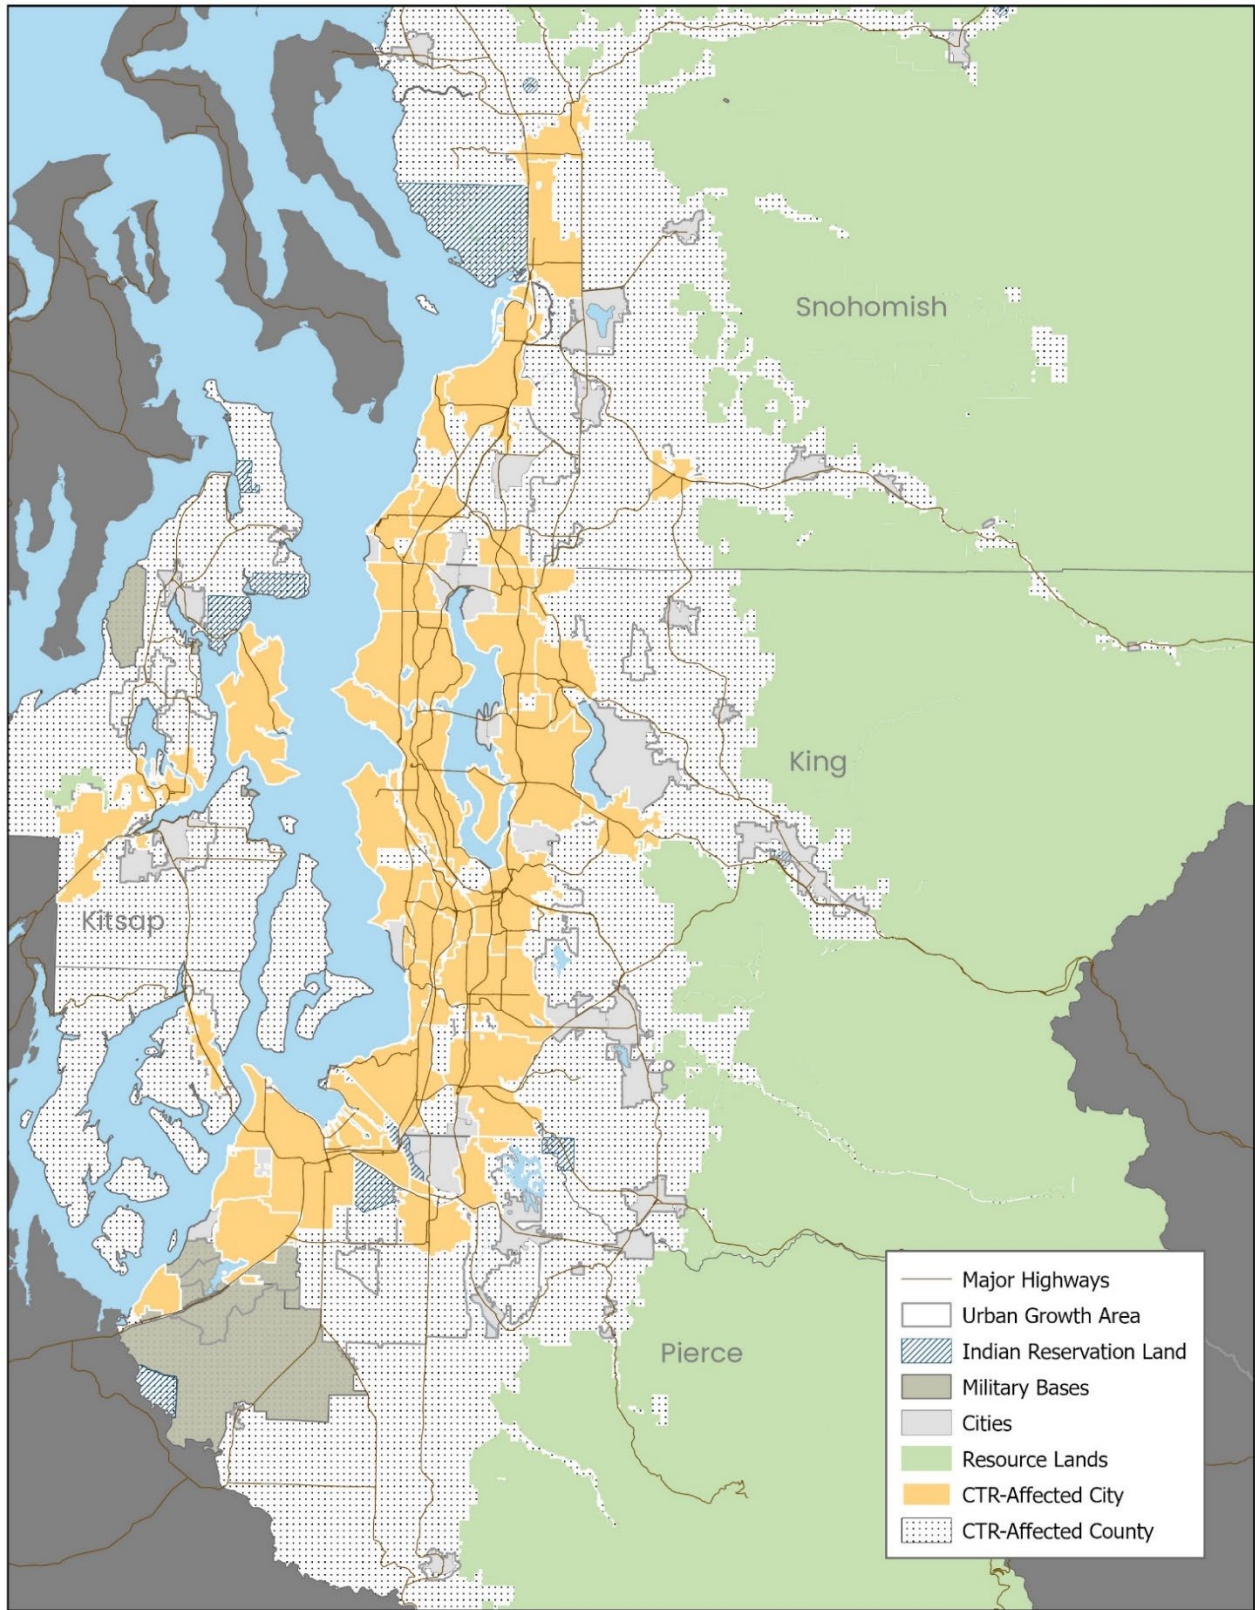 Snohomish
King
Kitsap
Pierce
Major Highways
Urban Growth Area
Indian Reservation Land
Military Bases
Cities
Resource Lands
CTR-Affected City
CTR-Affected County